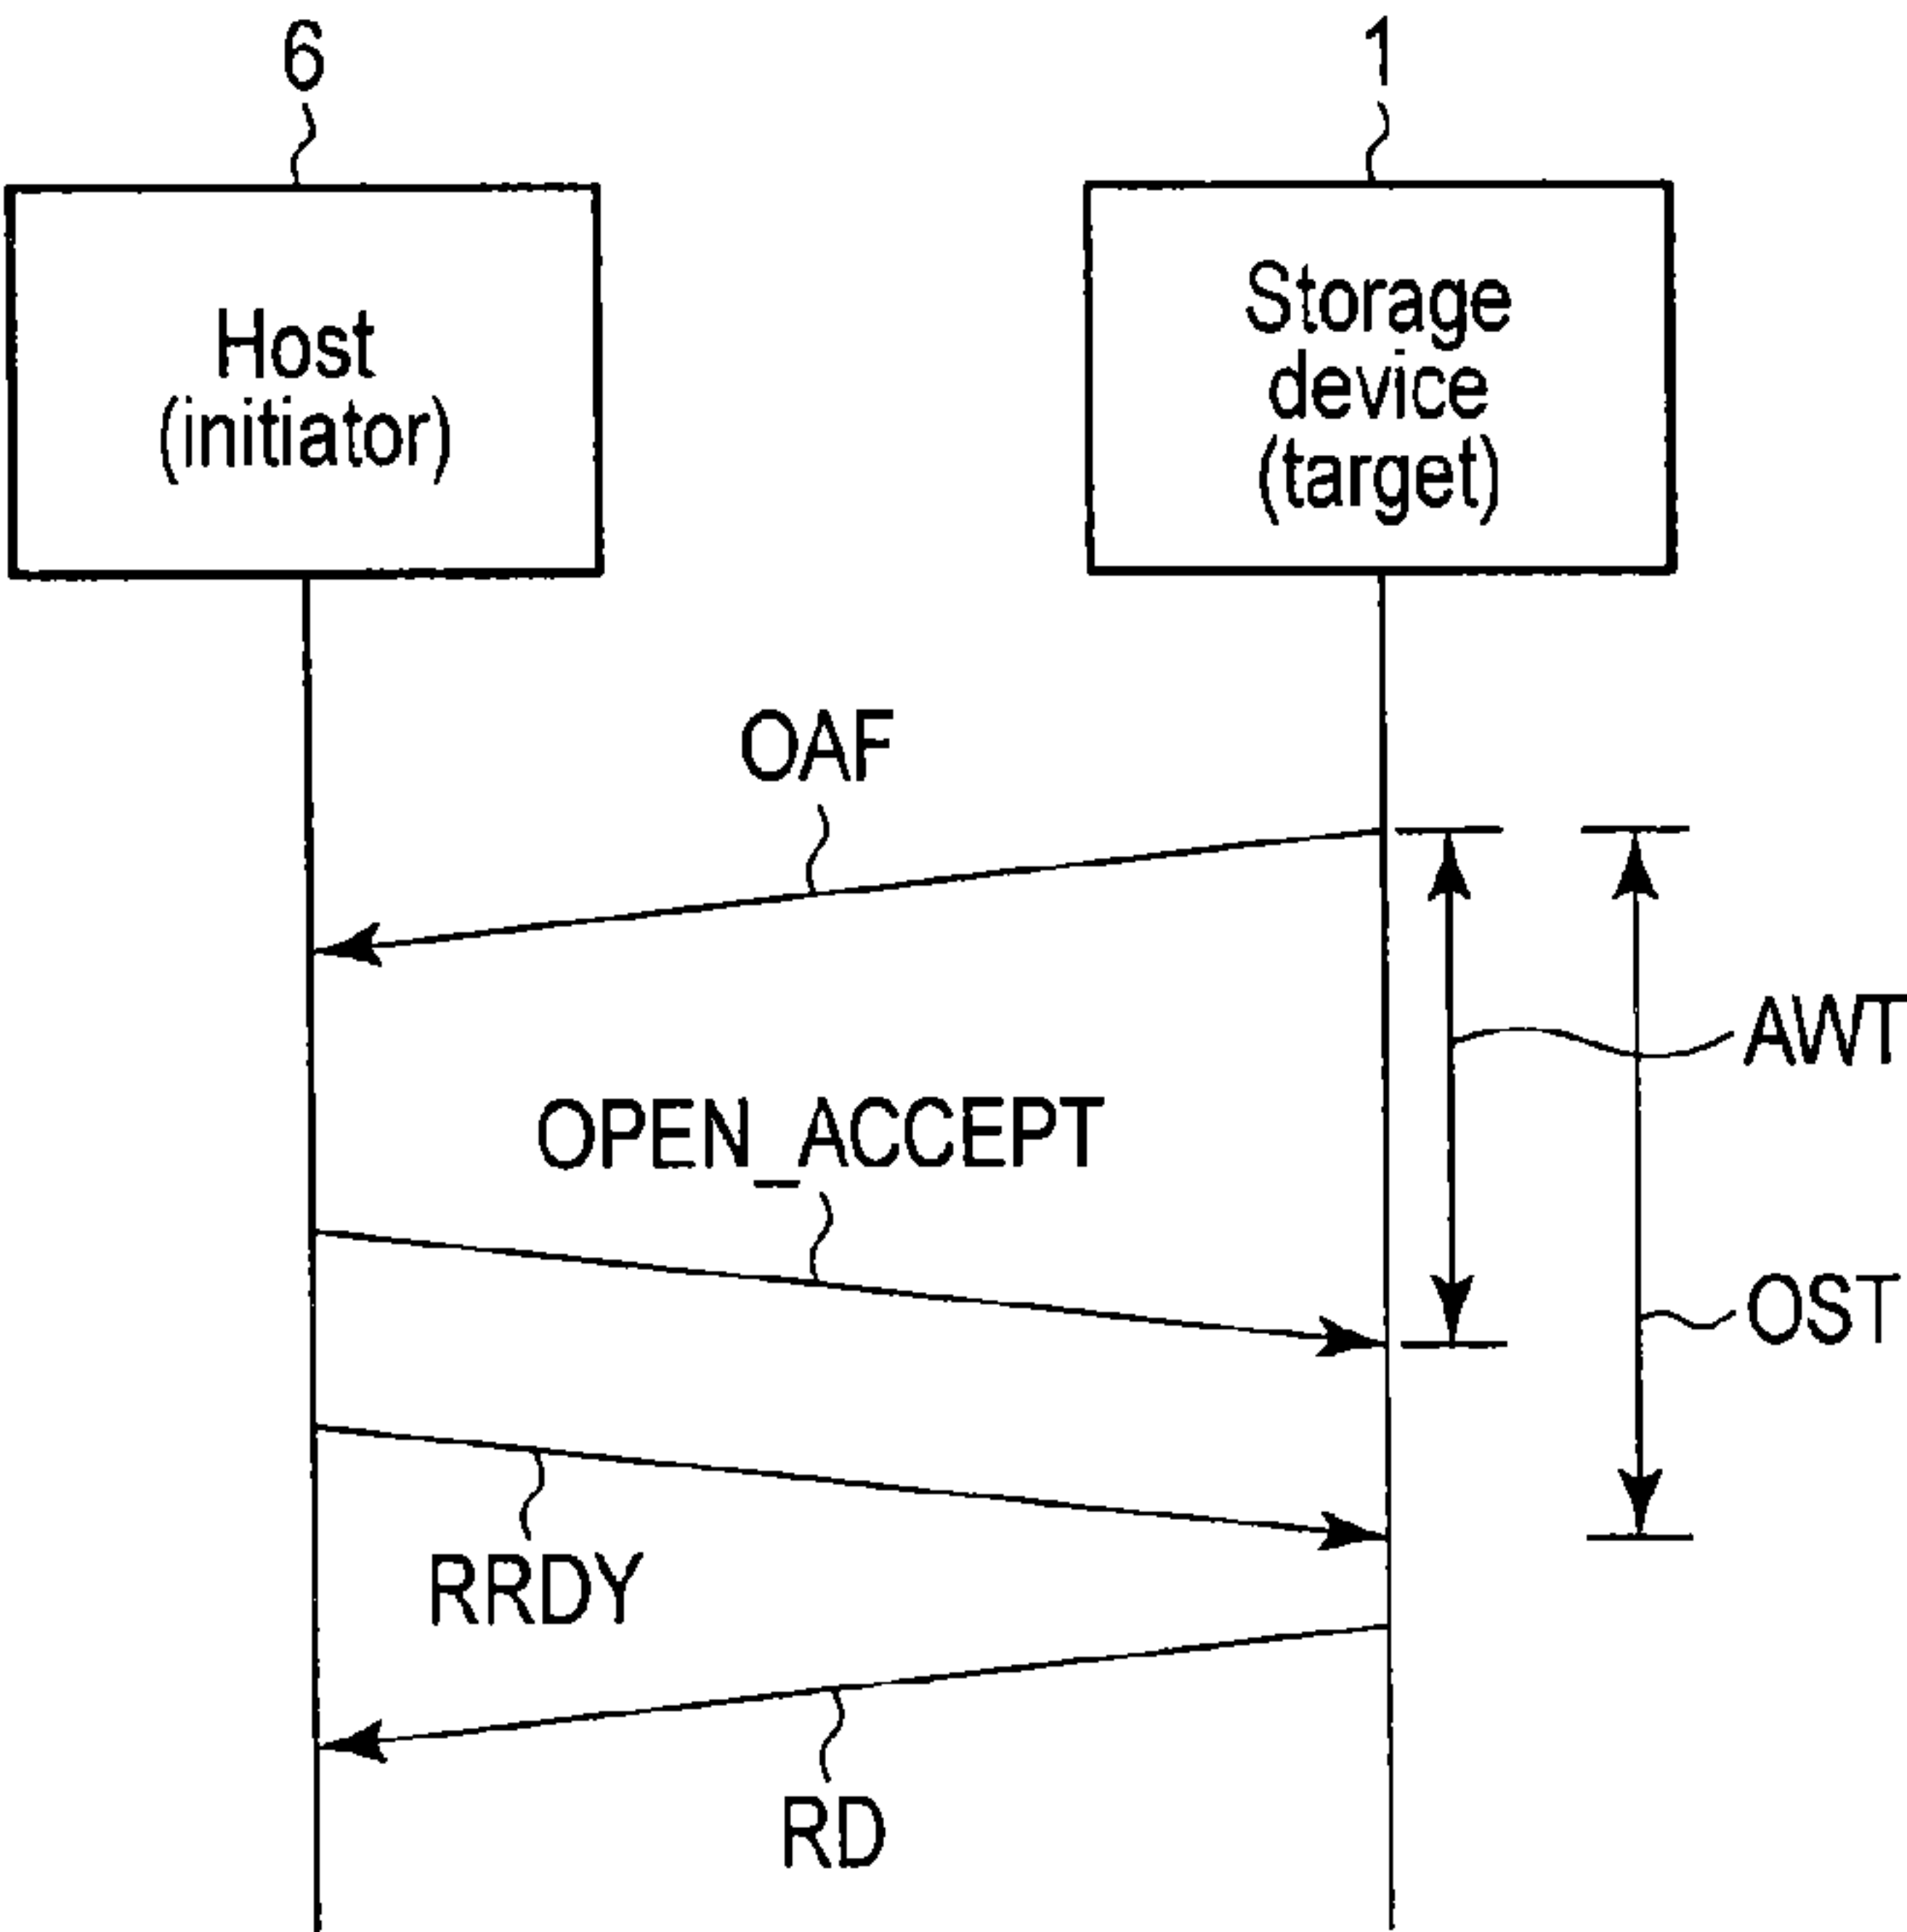 6
1
Host
(initiator)
Storage
device
(target)
OAF
AWT
OPEN_ACCEPT
OST
RRDY
RD